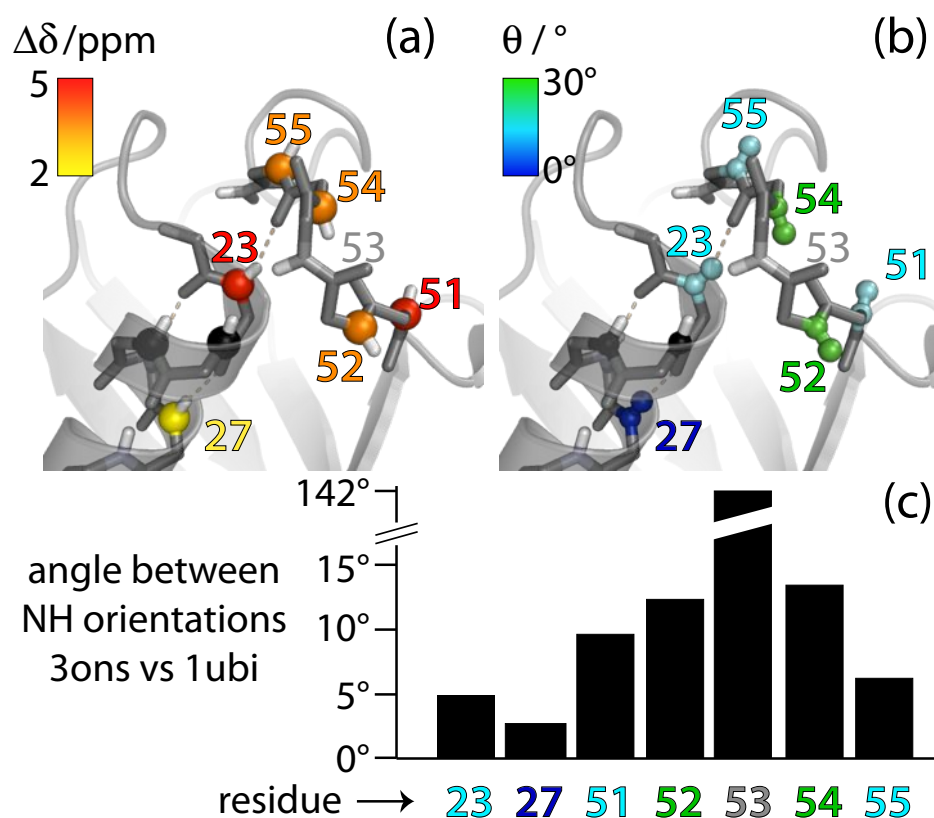 Δδ/ppm
(a)
5
2
55
54
23
53
51
52
27
θ / °
(b)
30°
0°
55
54
23
53
51
52
27
(c)
142°
15°
10°
5°
0°
angle between
NH orientations
3ons vs 1ubi
residue → 23 27 51 52 53 54 55